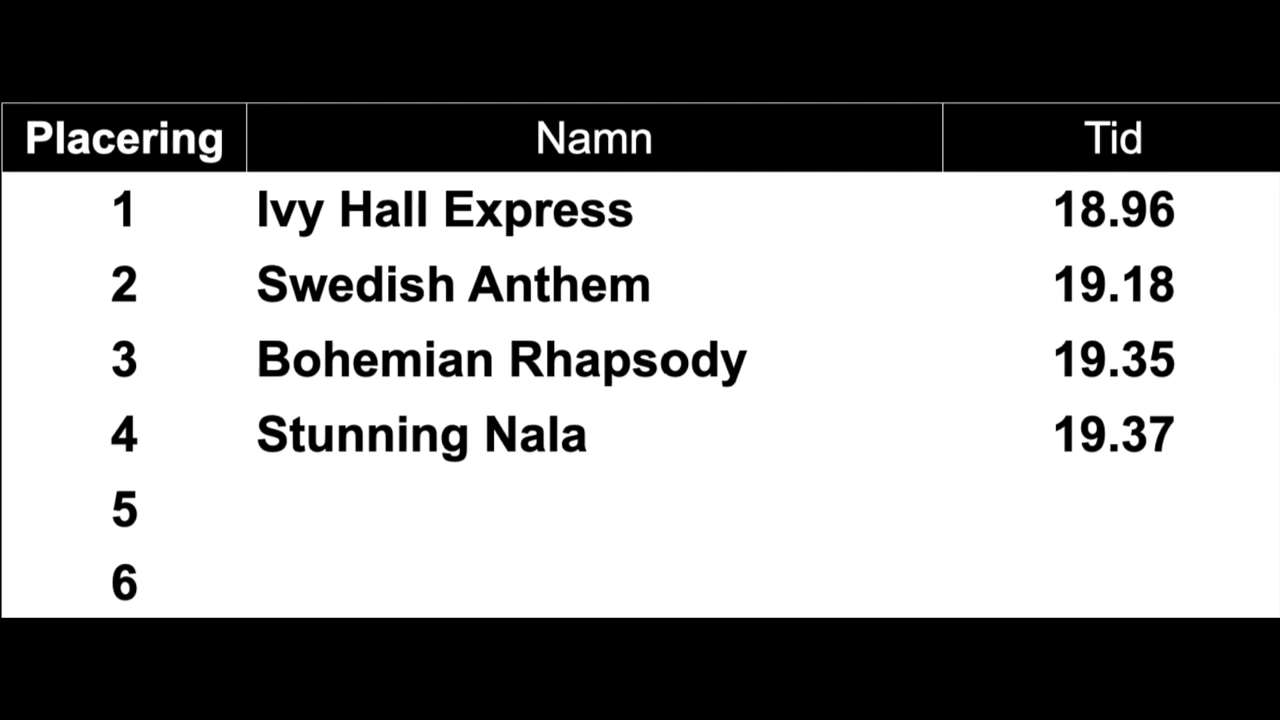 Placering Namn Tid
1 Ivy Hall Express 18.96
2 Swedish Anthem 19.18
3 Bohemian Rhapsody 19.35
4 Stunning Nala 19.37
5
6